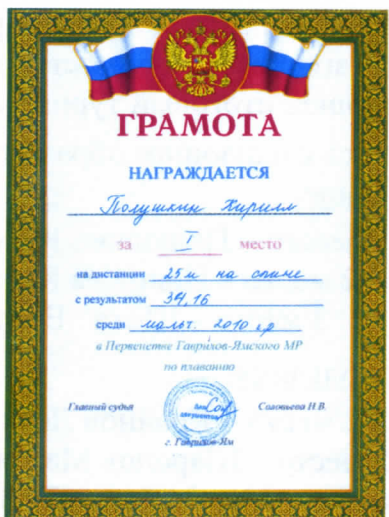 ГРАМОТА
НАГРАЖДАЕТСЯ
Полушкин Кирилл
за I место
на дистанции 25 м на спине
с результатом 34,16
среди мальч. 2010 г.р
в Первенстве Гаврилов-Ямского МР
по плаванию
Главный судья Соловьева Н.В.
г. Гаврилов-Ям